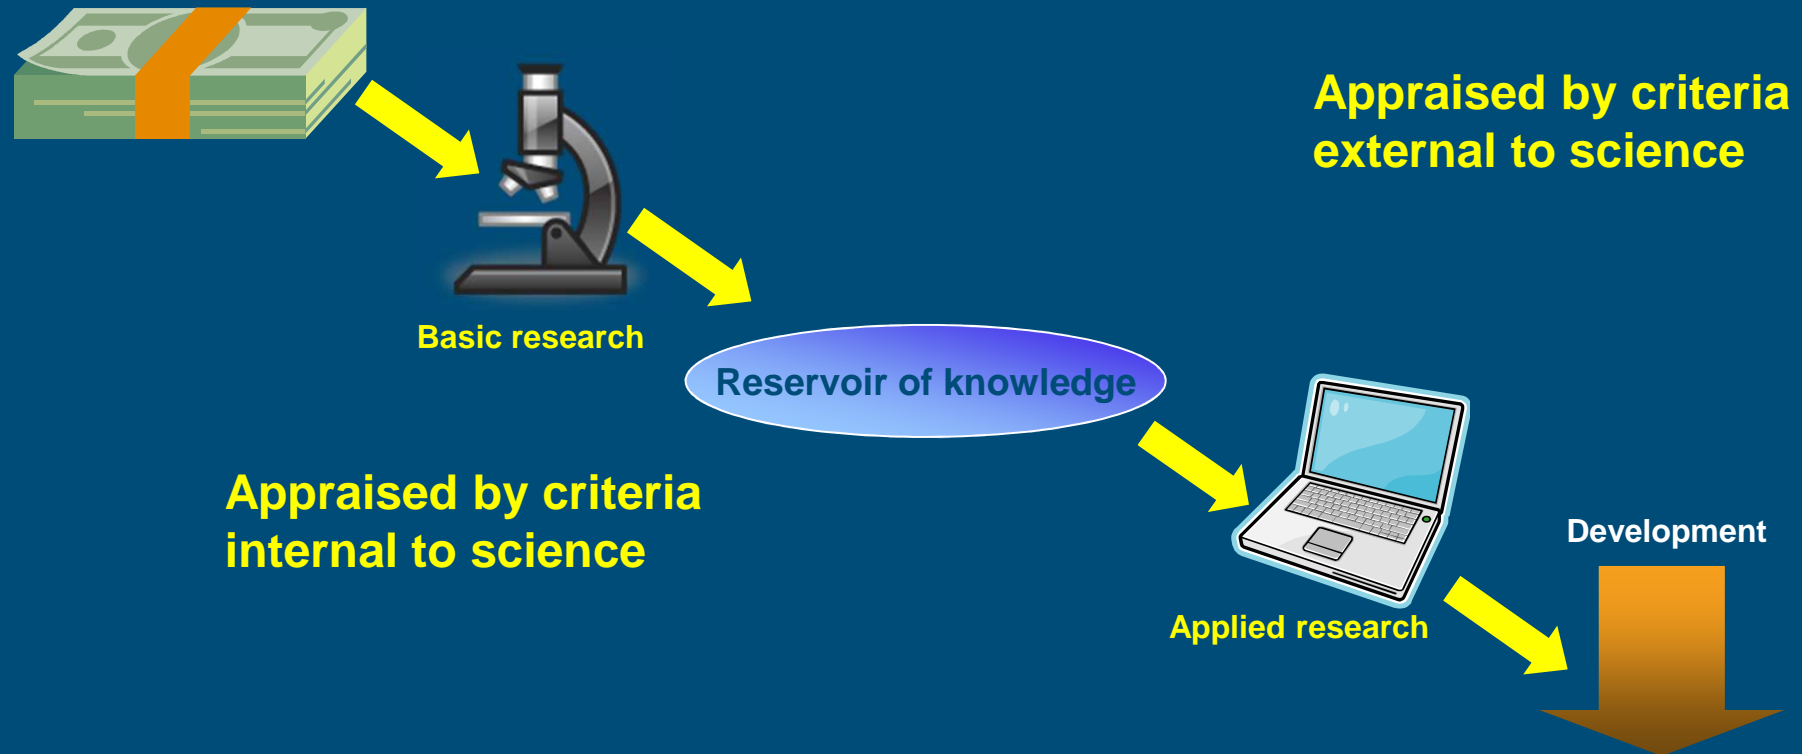 Appraised by criteria
external to science
Basic research
Reservoir of knowledge
Appraised by criteria
internal to science
Development
Applied research